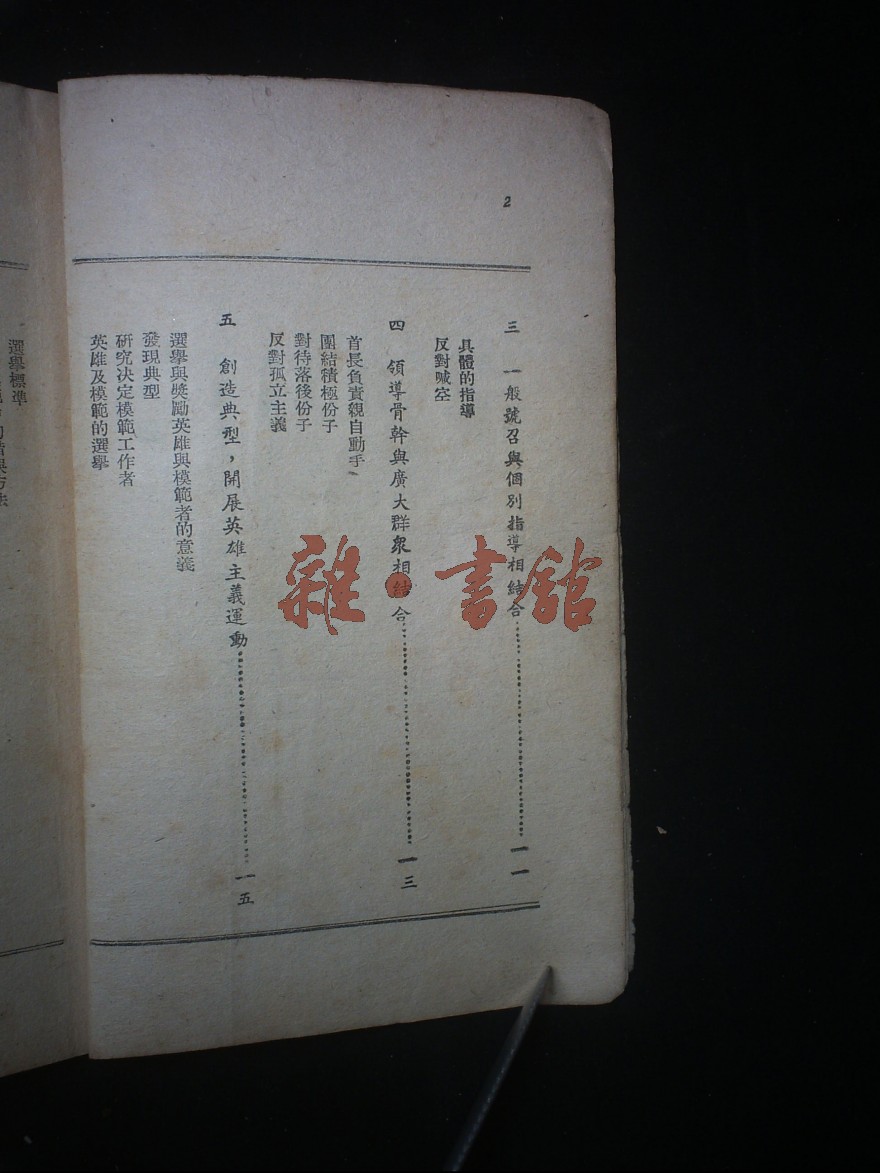 2
三　一般號召與個別指導相結合……一一
具體的指導
反對喊空
四　領導骨幹與廣大群衆相結合……一三
首長負責親自動手
團結積極份子
對待落後份子
反對孤立主義
五　創造典型，開展英雄主義運動……一五
選舉與獎勵英雄與模範者的意義
發現典型
研究決定模範工作者
英雄及模範的選舉
選舉標準
雜·書館